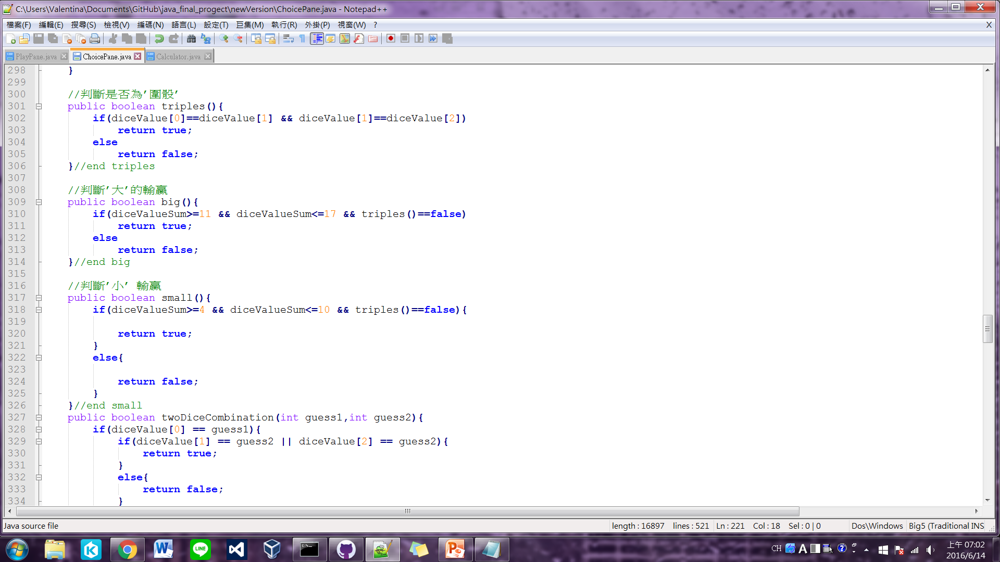 C:\Users\Valentina\Documents\GitHub\java_final_progect\newVersion\ChoicePane.java - Notepad++
檔案(F) 編輯(E) 搜尋(S) 檢視(V) 編碼(N) 語言(L) 設定(T) 巨集(M) 執行(R) 外掛(P) 視窗(W) ? X
PlayPane.java ChoicePane.java Calculator.java
298 }
299
300 //判斷是否為'圍骰'
301 public boolean triples(){
302 if(diceValue[0]==diceValue[1] && diceValue[1]==diceValue[2])
303 return true;
304 else
305 return false;
306 }//end triples
307
308 //判斷'大'的輸贏
309 public boolean big(){
310 if(diceValueSum>=11 && diceValueSum<=17 && triples()==false)
311 return true;
312 else
313 return false;
314 }//end big
315
316 //判斷'小' 輸贏
317 public boolean small(){
318 if(diceValueSum>=4 && diceValueSum<=10 && triples()==false){
319
320 return true;
321 }
322 else{
323
324 return false;
325 }
326 }//end small
327 public boolean twoDiceCombination(int guess1,int guess2){
328 if(diceValue[0] == guess1){
329 if(diceValue[1] == guess2 || diceValue[2] == guess2){
330 return true;
331 }
332 else{
333 return false;
334 }
Java source file length : 16897 lines : 521 Ln : 221 Col : 18 Sel : 0 | 0 Dos\Windows Big5 (Traditional INS
CH A 上午 07:02
2016/6/14
LINE